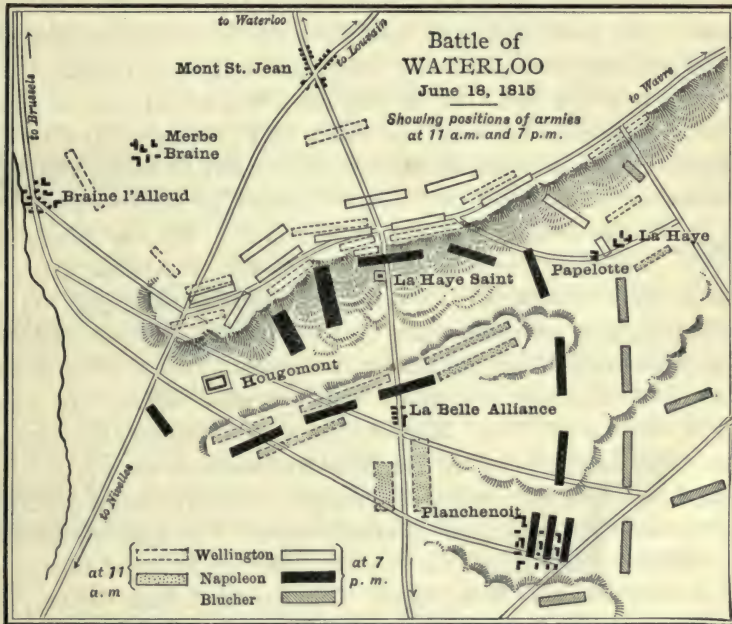 to Waterloo
to Louvain
Battle of
WATERLOO
June 18, 1815
Showing positions of armies
at 11 a.m. and 7 p.m.
to Wavre
Mont St. Jean
to Brussels
Merbe
Braine
Braine l'Alleud
La Haye
Papelotte
La Haye Saint
Hougomont
La Belle Alliance
to Nivelles
Planchenoit
at 11
a. m
Wellington
Napoleon
Blucher
at 7
p. m.